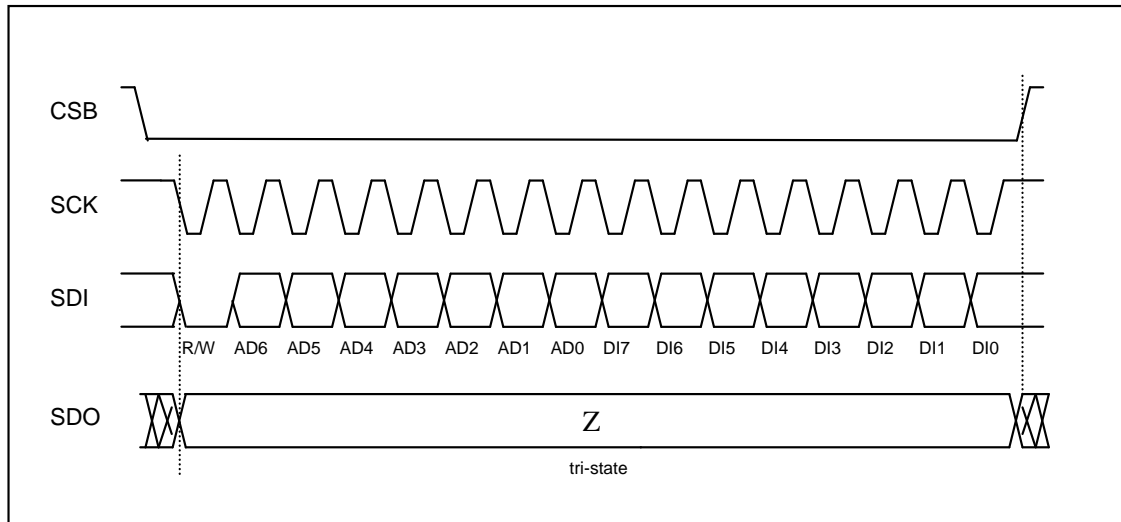 CSB
SCK
SDI
R/W AD6 AD5 AD4 AD3 AD2 AD1 AD0 DI7 DI6 DI5 DI4 DI3 DI2 DI1 DI0
SDO
Z
tri-state